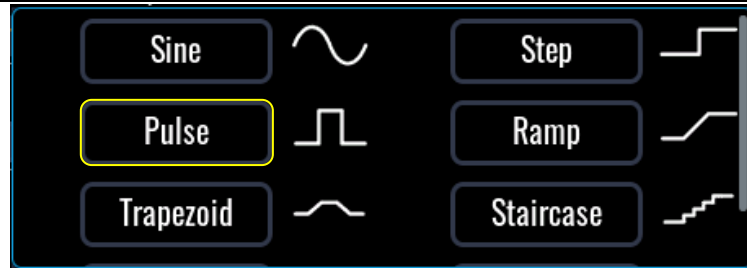 Sine
Step
Pulse
Ramp
Trapezoid
Staircase